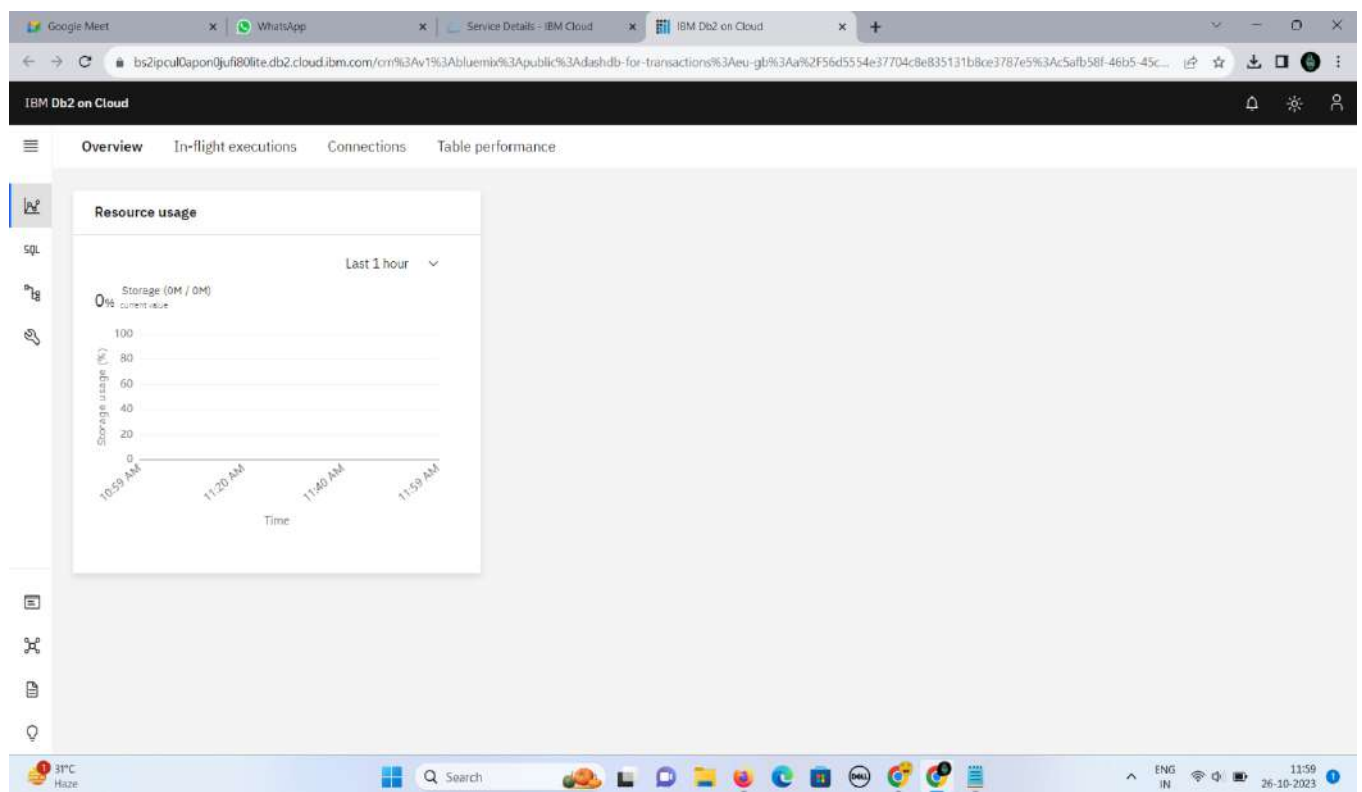 Google Meet
WhatsApp
Service Details - IBM Cloud
IBM Db2 on Cloud
bs2ipcul0apon0jufi80lite.db2.cloud.ibm.com/crn%3Av1%3Abluemix%3Apublic%3Adashdb-for-transactions%3Aeu-gb%3Aa%2F56d5554e37704c8e835131b8ce3787e5%3Ac5afb58f-46b5-45c...
IBM Db2 on Cloud
Overview In-flight executions Connections Table performance
Resource usage
SQL
Last 1 hour
0% Storage (0M / 0M)
current value
Storage usage (%)
100
80
60
40
20
0
10:59 AM 11:20 AM 11:40 AM 11:59 AM
Time
1
31°C
Haze
Search
DELL
ENG
IN
11:59
26-10-2023
1